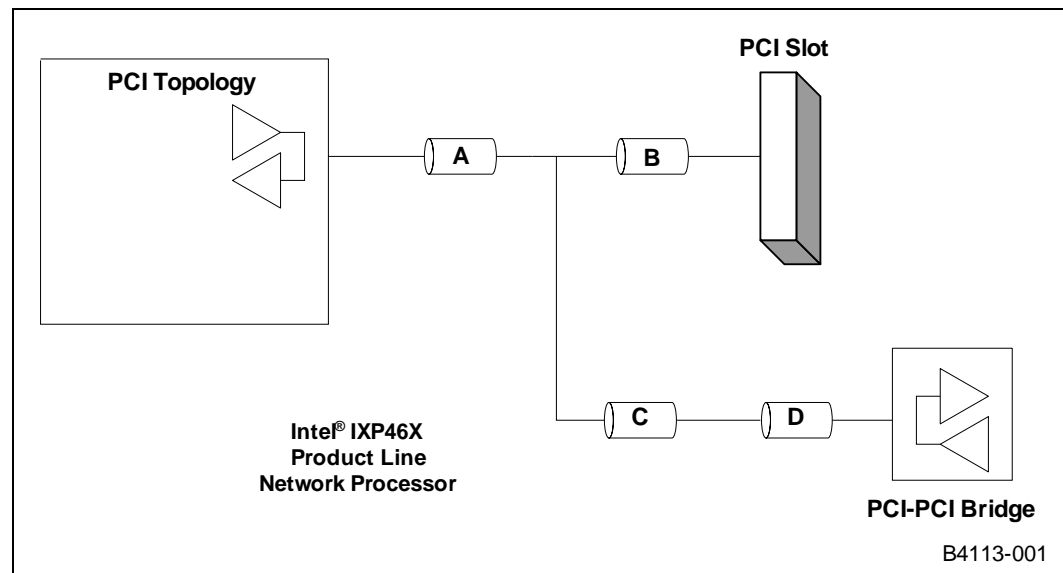 PCI Slot
PCI Topology
A
B
C
D
Intel® IXP46X
Product Line
Network Processor
PCI-PCI Bridge
B4113-001